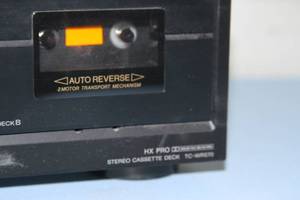 AUTO REVERSE
2 MOTOR TRANSPORT MECHANISM
DECK B
HX PRO
STEREO CASSETTE DECK